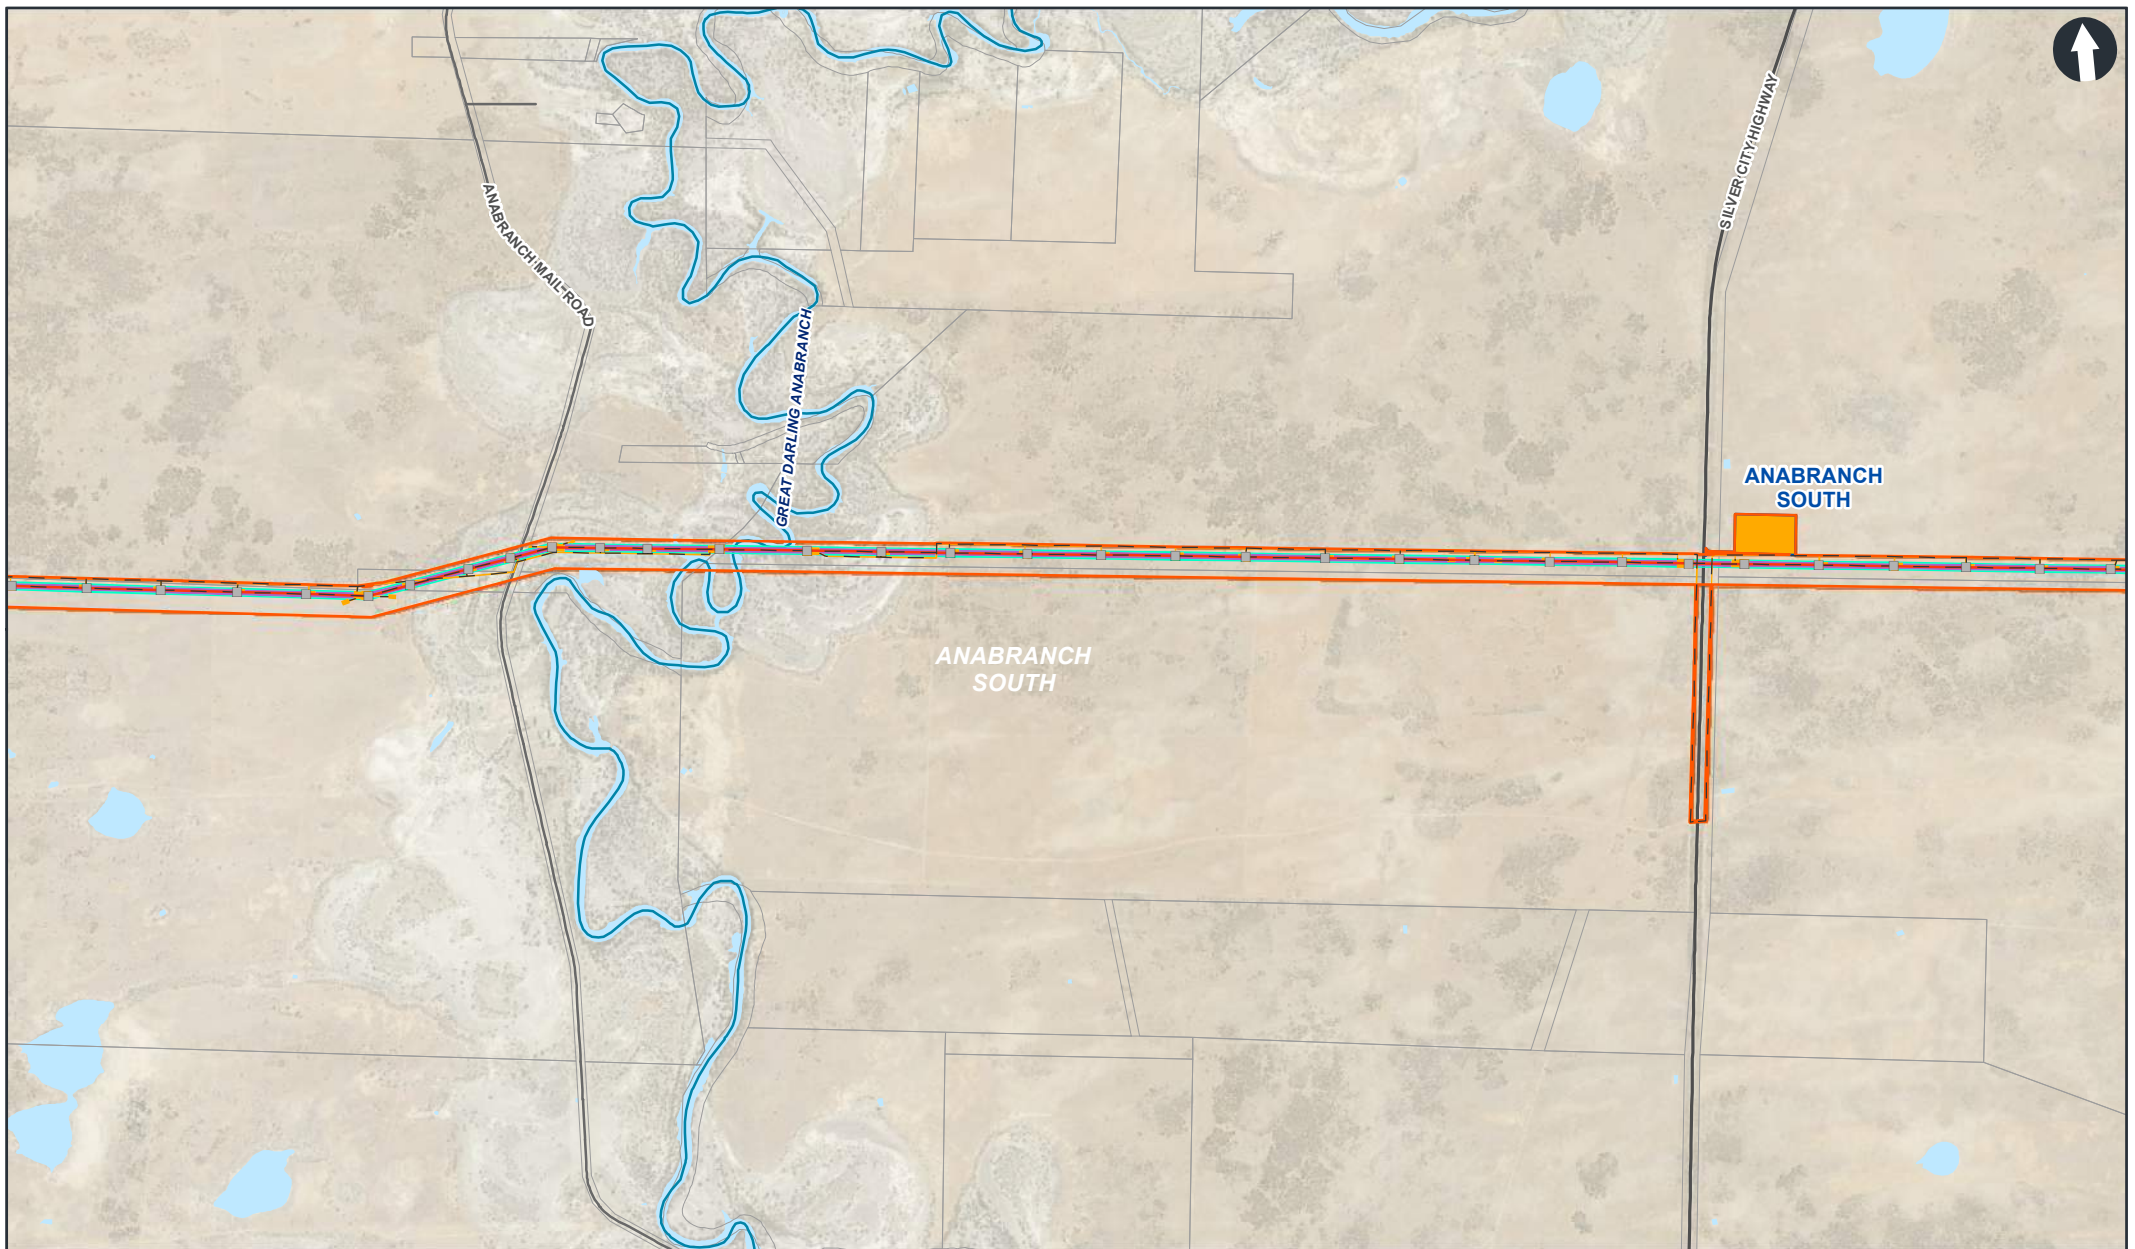 SILVER CITY HIGHWAY
ANABRANCH MAIL ROAD
GREAT DARLING ANABRANCH
ANABRANCH
SOUTH
ANABRANCH
SOUTH